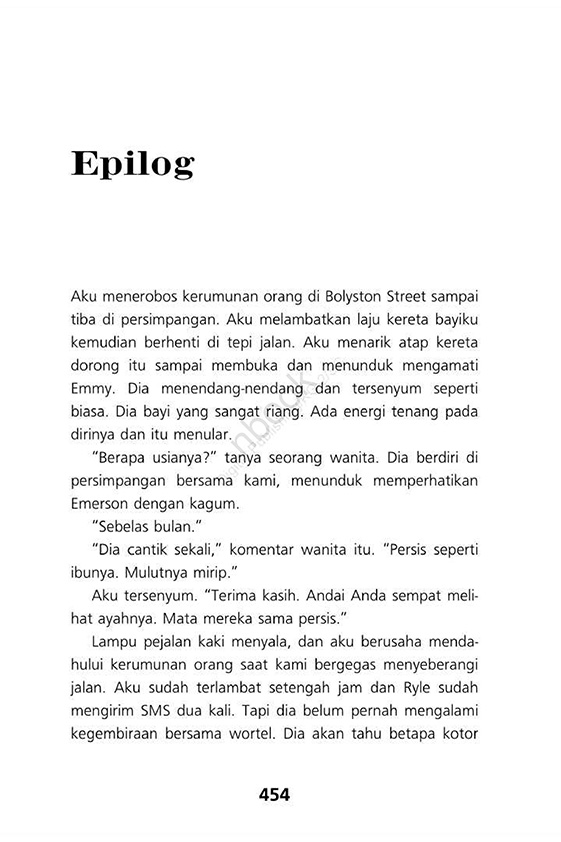 Epilog
Aku menerobos kerumunan orang di Bolyston Street sampai
tiba di persimpangan. Aku melambatkan laju kereta bayiku
kemudian berhenti di tepi jalan. Aku menarik atap kereta
dorong itu sampai membuka dan menunduk mengamati
Emmy. Dia menendang-nendang dan tersenyum seperti
biasa. Dia bayi yang sangat riang. Ada energi tenang pada
dirinya dan itu menular.
“Berapa usianya?” tanya seorang wanita. Dia berdiri di
persimpangan bersama kami, menunduk memperhatikan
Emerson dengan kagum.
“Sebelas bulan.”
“Dia cantik sekali,” komentar wanita itu. “Persis seperti
ibunya. Mulutnya mirip.”
Aku tersenyum. “Terima kasih. Andai Anda sempat meli-
hat ayahnya. Mata mereka sama persis.”
Lampu pejalan kaki menyala, dan aku berusaha menda-
hului kerumunan orang saat kami bergegas menyeberangi
jalan. Aku sudah terlambat setengah jam dan Ryle sudah
mengirim SMS dua kali. Tapi dia belum pernah mengalami
kegembiraan bersama wortel. Dia akan tahu betapa kotor
454